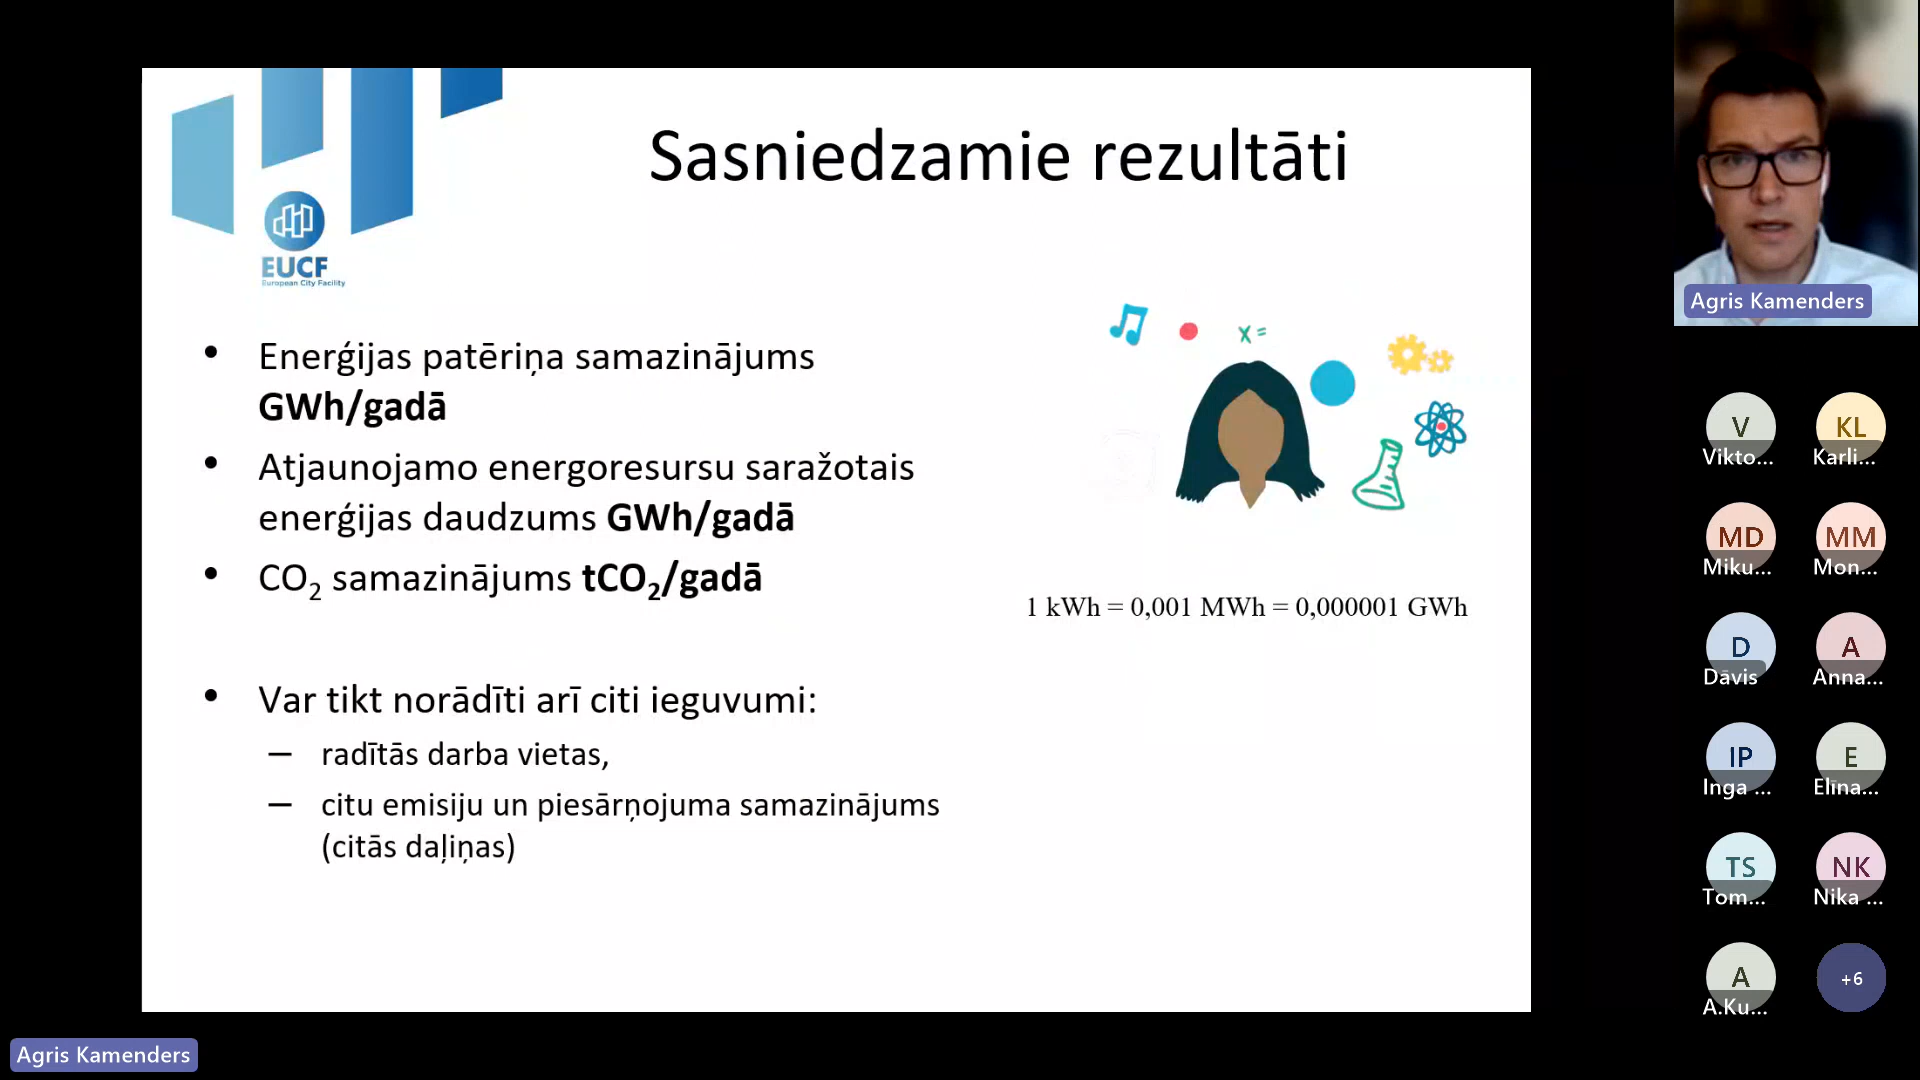 Sasniedzamie rezultāti
EUCF
European City Facility
• Enerģijas patēriņa samazinājums
GWh/gadā
• Atjaunojamo energoresursu saražotais
enerģijas daudzums GWh/gadā
• CO₂ samazinājums tCO₂/gadā
• Var tikt norādīti arī citi ieguvumi:
– radītās darba vietas,
– citu emisiju un piesārņojuma samazinājums
(citās daļiņas)
x =
1 kWh = 0,001 MWh = 0,000001 GWh
Agris Kamenders
V
Vikto...
KL
Karli...
MD
Miku...
MM
Mon...
D
Dāvis
A
Anna...
IP
Inga ...
E
Elīna...
TS
Tom...
NK
Nika ...
A
A.Ku...
+6
Agris Kamenders